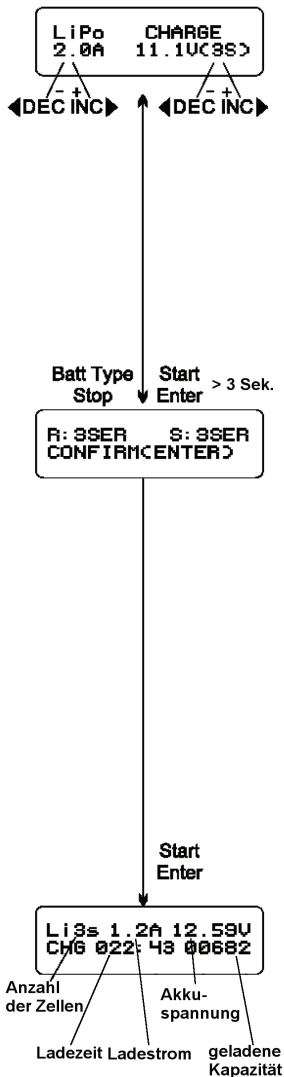 LiPo CHARGE
2.0A 11.1V(3S)
- + - +
◀DEC INC▶ ◀DEC INC▶
Batt Type Start
Stop Enter > 3 Sek.
R:3SER S:3SER
CONFIRM(ENTER)
Start
Enter
Li3s 1.2A 12.59V
CHG 022:43 00682
Anzahl
der Zellen
Akku-
spannung
Ladezeit Ladestrom
geladene
Kapazität